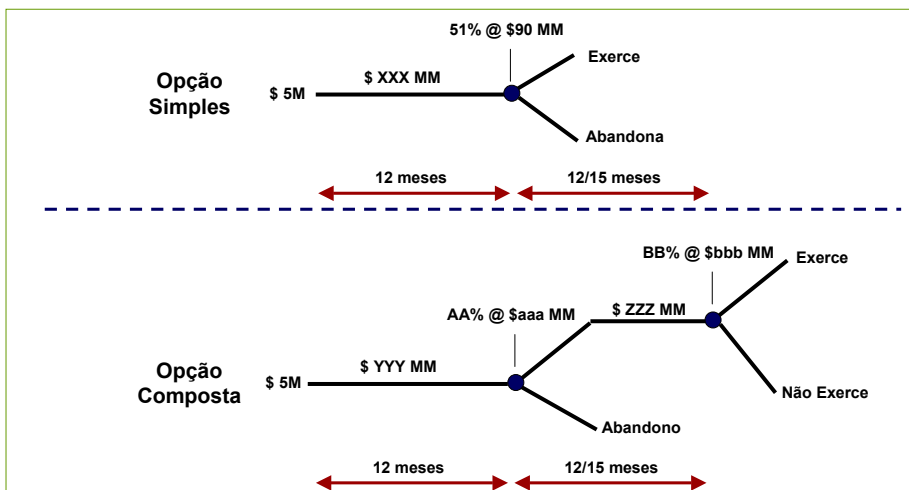 51% @ $90 MM
Exerce
Opção
Simples
$ 5M
$ XXX MM
Abandona
12 meses
12/15 meses
BB% @ $bbb MM
Exerce
AA% @ $aaa MM
$ ZZZ MM
Opção
Composta
$ 5M
$ YYY MM
Não Exerce
Abandono
12 meses
12/15 meses